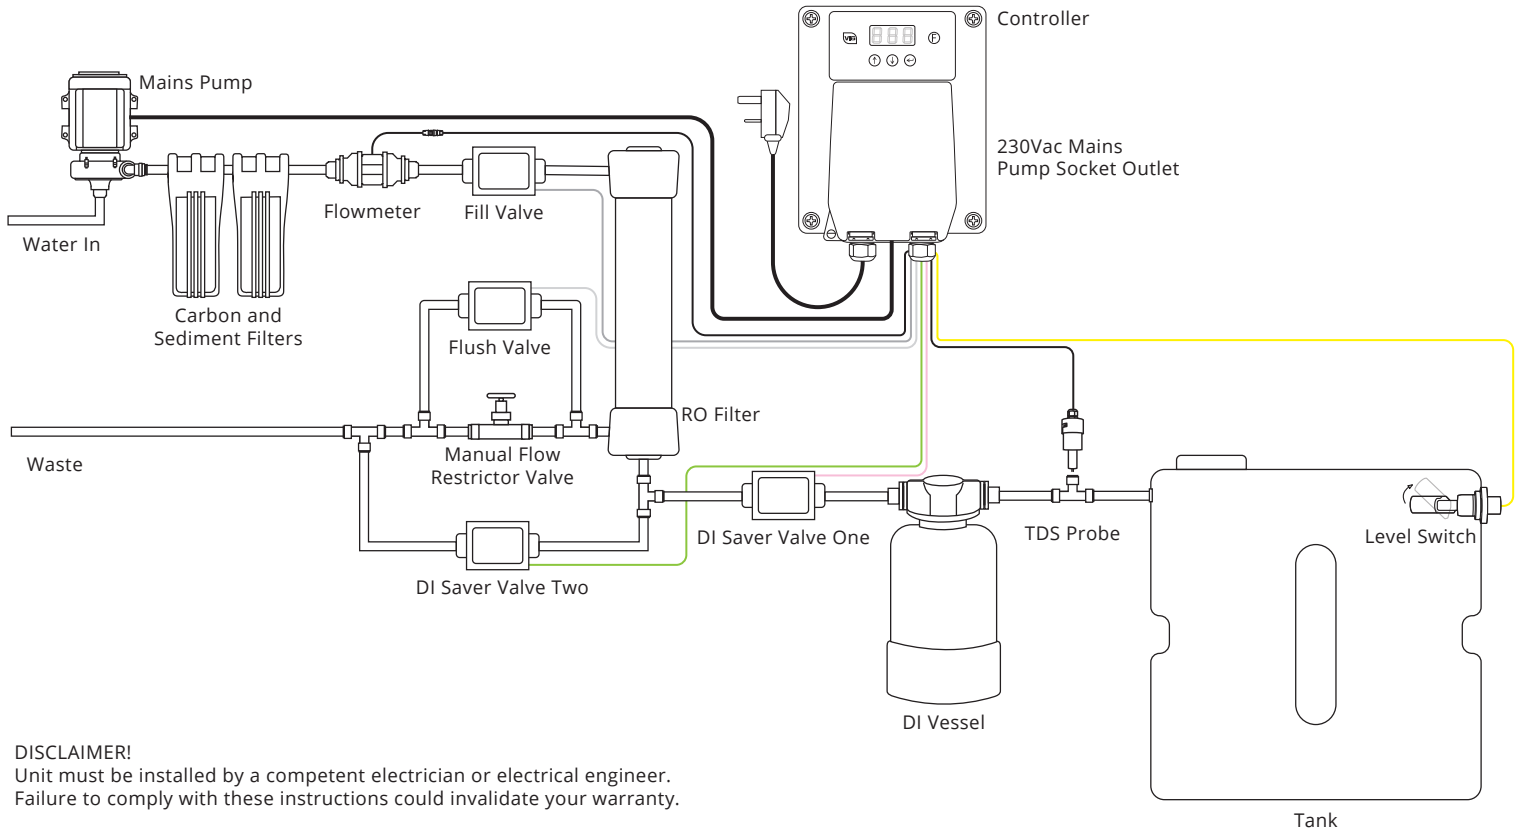 Controller
Mains Pump
230Vac Mains
Pump Socket Outlet
Flowmeter
Fill Valve
Water In
Carbon and
Sediment Filters
Flush Valve
RO Filter
Manual Flow
Restrictor Valve
Waste
DI Saver Valve One
TDS Probe
Level Switch
DI Saver Valve Two
DI Vessel
Tank
DISCLAIMER!
Unit must be installed by a competent electrician or electrical engineer.
Failure to comply with these instructions could invalidate your warranty.
F
888